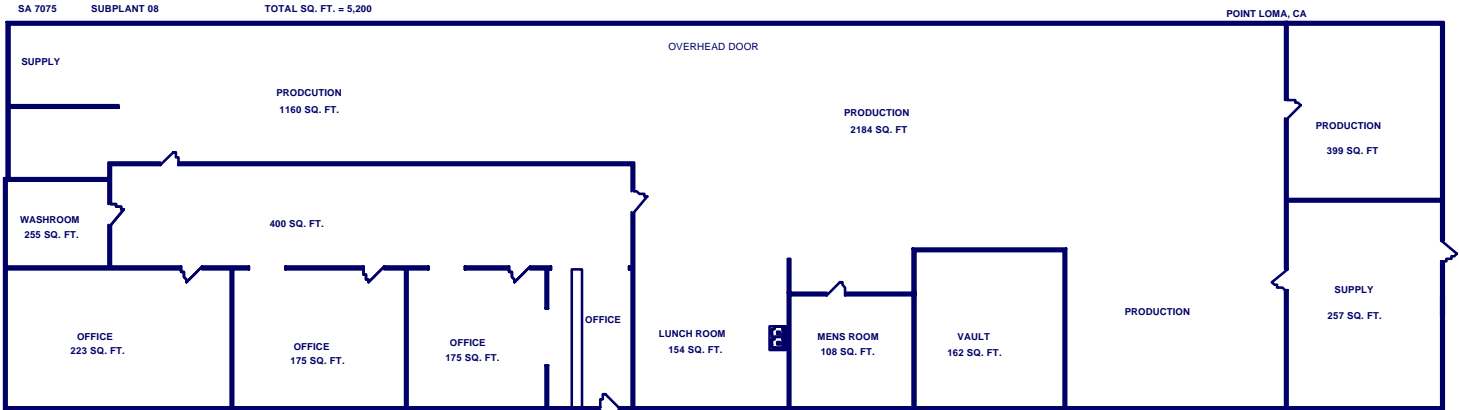 SA 7075 SUBPLANT 08 TOTAL SQ. FT. = 5,200
POINT LOMA, CA
OVERHEAD DOOR
SUPPLY
PRODCUTION
1160 SQ. FT.
PRODUCTION
2184 SQ. FT
PRODUCTION
399 SQ. FT
WASHROOM
255 SQ. FT.
400 SQ. FT.
OFFICE
223 SQ. FT.
OFFICE
175 SQ. FT.
OFFICE
175 SQ. FT.
OFFICE
LUNCH ROOM
154 SQ. FT.
MENS ROOM
108 SQ. FT.
VAULT
162 SQ. FT.
PRODUCTION
SUPPLY
257 SQ. FT.